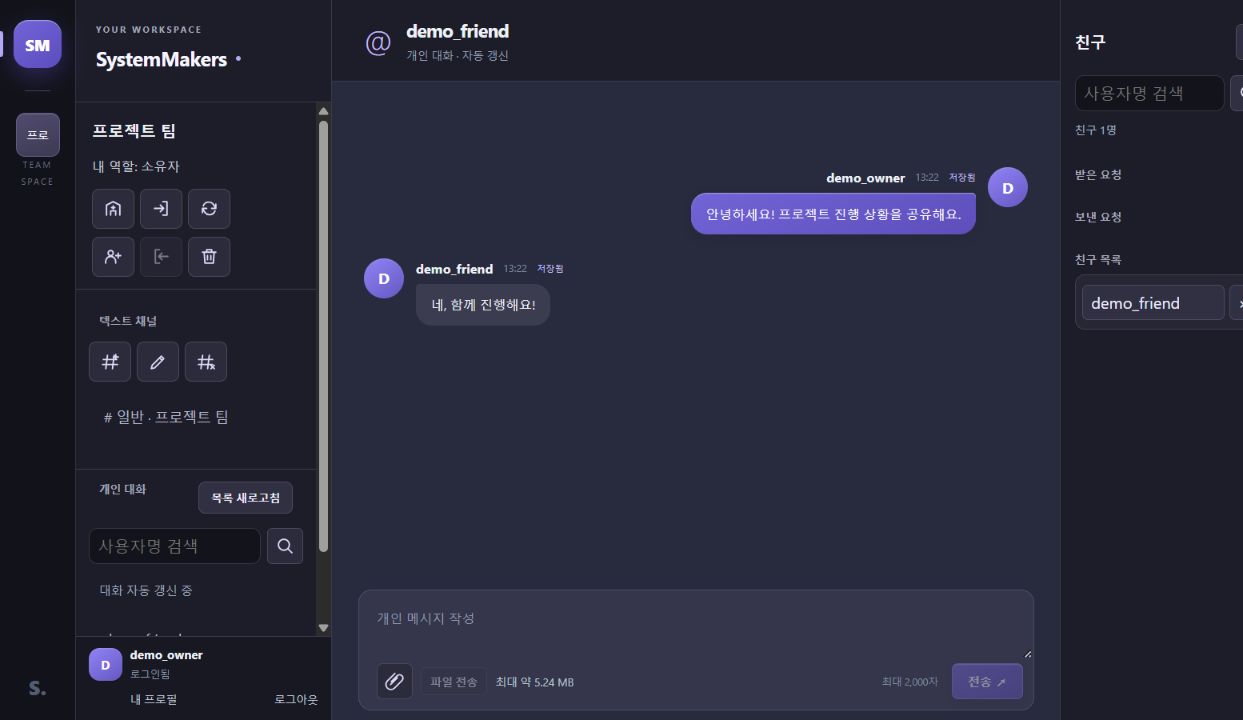 SM
프로
TEAM
SPACE
S.
YOUR WORKSPACE
SystemMakers
프로젝트 팀
내 역할: 소유자
텍스트 채널
# 일반 · 프로젝트 팀
개인 대화
목록 새로고침
사용자명 검색
대화 자동 갱신 중
D
demo_owner
로그인됨
내 프로필 로그아웃
@
demo_friend
개인 대화 · 자동 갱신
demo_owner 13:22 저장됨
D
안녕하세요! 프로젝트 진행 상황을 공유해요.
D
demo_friend 13:22 저장됨
네, 함께 진행해요!
개인 메시지 작성
파일 전송 최대 약 5.24 MB 최대 2,000자 전송 ↗
친구
사용자명 검색
친구 1명
받은 요청
보낸 요청
친구 목록
demo_friend